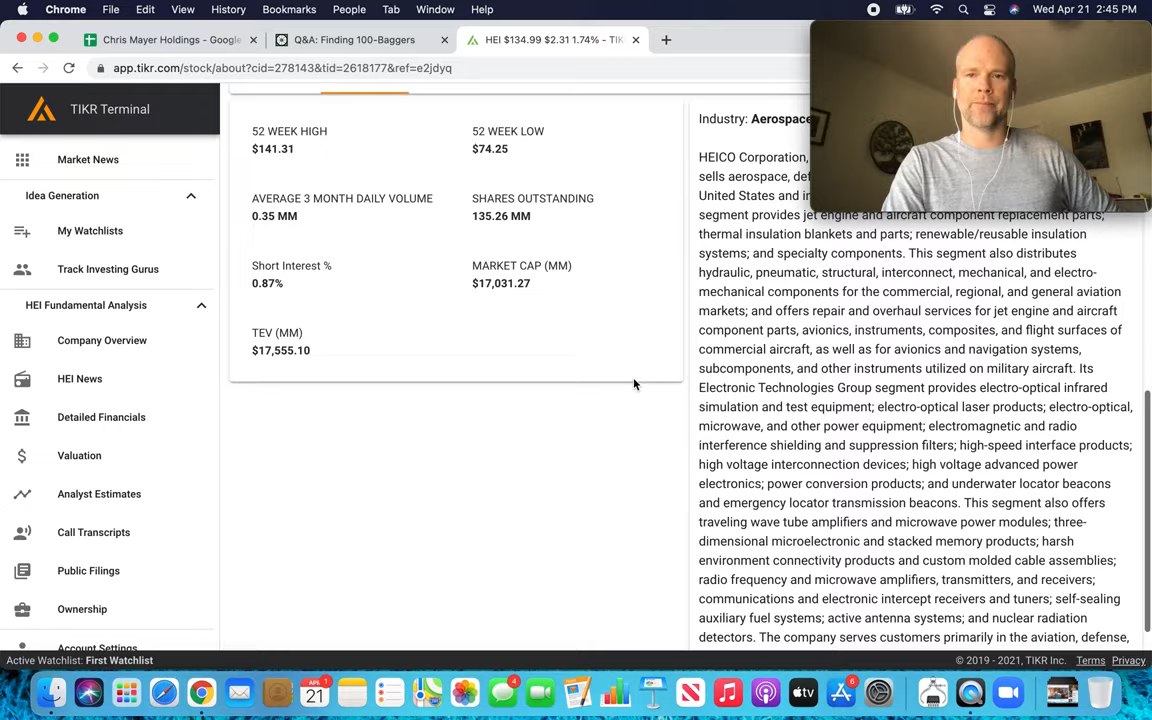 Chrome File Edit View History Bookmarks People Tab Window Help Wed Apr 21 2:45 PM
Chris Mayer Holdings - Google Q&A: Finding 100-Baggers HEI $134.99 $2.31 1.74% - TIK
app.tikr.com/stock/about?cid=278143&tid=2618177&ref=e2jdyq
TIKR Terminal
Market News
Idea Generation
My Watchlists
Track Investing Gurus
HEI Fundamental Analysis
Company Overview
HEI News
Detailed Financials
Valuation
Analyst Estimates
Call Transcripts
Public Filings
Ownership
Account Settings
52 WEEK HIGH 52 WEEK LOW
$141.31 $74.25
AVERAGE 3 MONTH DAILY VOLUME SHARES OUTSTANDING
0.35 MM 135.26 MM
Short Interest % MARKET CAP (MM)
0.87% $17,031.27
TEV (MM)
$17,555.10
Industry: Aerospace
HEICO Corporation,
sells aerospace, def
United States and in
segment provides jet engine and aircraft component replacement parts;
thermal insulation blankets and parts; renewable/reusable insulation
systems; and specialty components. This segment also distributes
hydraulic, pneumatic, structural, interconnect, mechanical, and electro-
mechanical components for the commercial, regional, and general aviation
markets; and offers repair and overhaul services for jet engine and aircraft
component parts, avionics, instruments, composites, and flight surfaces of
commercial aircraft, as well as for avionics and navigation systems,
subcomponents, and other instruments utilized on military aircraft. Its
Electronic Technologies Group segment provides electro-optical infrared
simulation and test equipment; electro-optical laser products; electro-optical,
microwave, and other power equipment; electromagnetic and radio
interference shielding and suppression filters; high-speed interface products;
high voltage interconnection devices; high voltage advanced power
electronics; power conversion products; and underwater locator beacons
and emergency locator transmission beacons. This segment also offers
traveling wave tube amplifiers and microwave power modules; three-
dimensional microelectronic and stacked memory products; harsh
environment connectivity products and custom molded cable assemblies;
radio frequency and microwave amplifiers, transmitters, and receivers;
communications and electronic intercept receivers and tuners; self-sealing
auxiliary fuel systems; active antenna systems; and nuclear radiation
detectors. The company serves customers primarily in the aviation, defense,
Active Watchlist: First Watchlist © 2019 - 2021, TIKR Inc. Terms Privacy
APR 1 4 tv 6
21